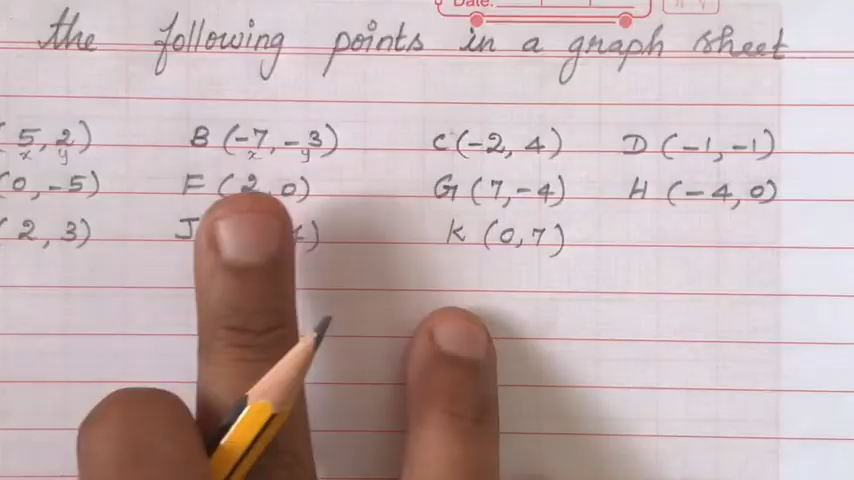 Date:
the following points in a graph sheet
5, 2) B (-7, -3) C (-2, 4) D (-1, -1)
x y x y
(0, -5) F (2, 0) G (7, -4) H (-4, 0)
(2, 3) J ) K (0, 7)